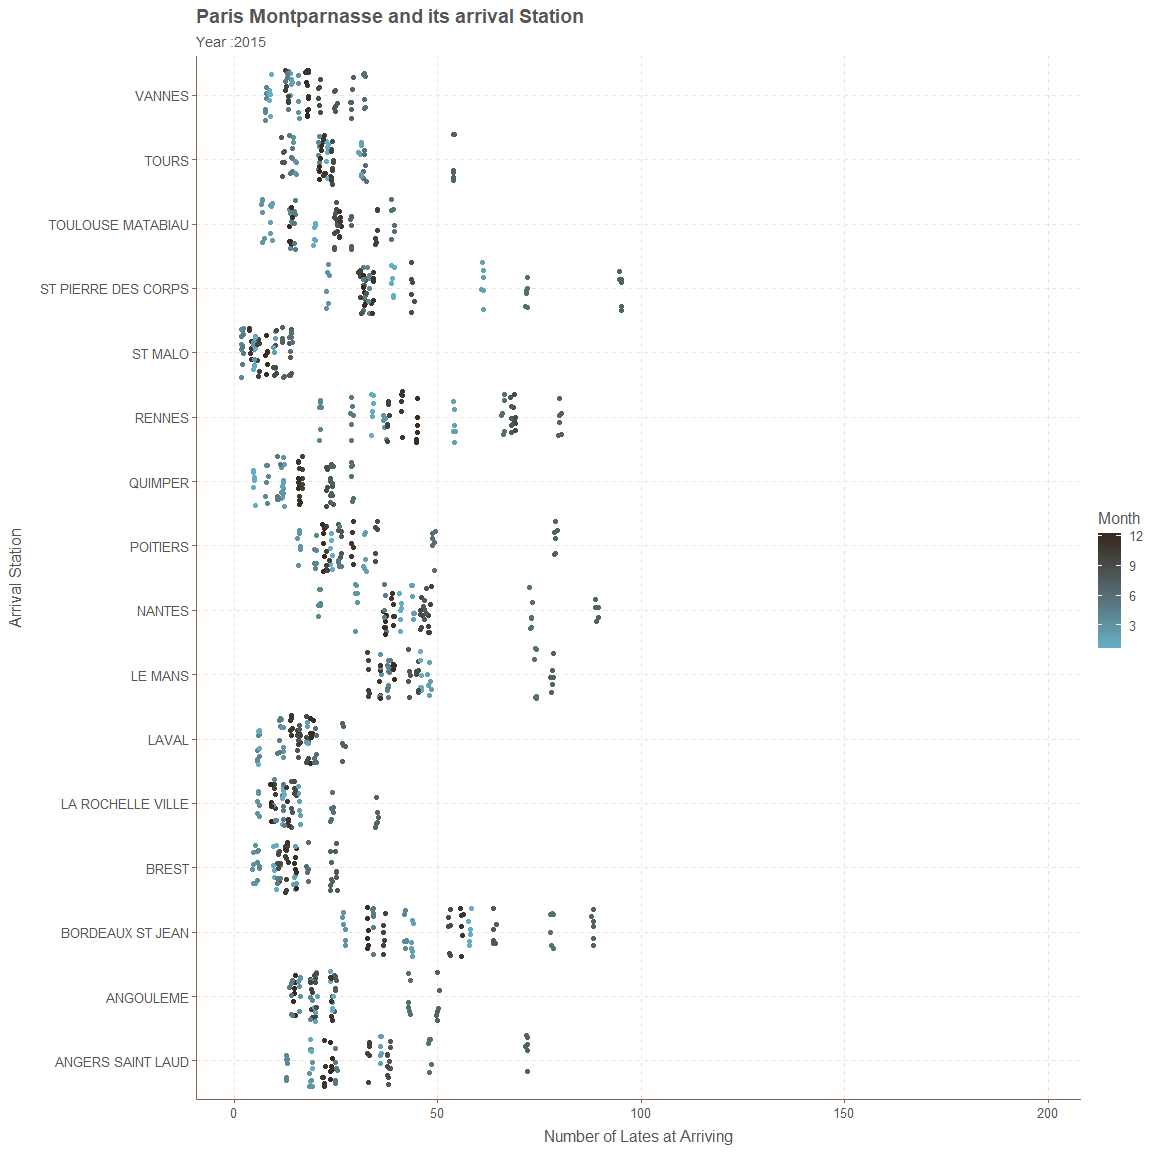 Paris Montparnasse and its arrival Station
Year :2015
VANNES
TOURS
TOULOUSE MATABIAU
ST PIERRE DES CORPS
ST MALO
RENNES
QUIMPER
POITIERS
NANTES
LE MANS
LAVAL
LA ROCHELLE VILLE
BREST
BORDEAUX ST JEAN
ANGOULEME
ANGERS SAINT LAUD
Arrival Station
0 50 100 150 200
Number of Lates at Arriving
Month
12
9
6
3